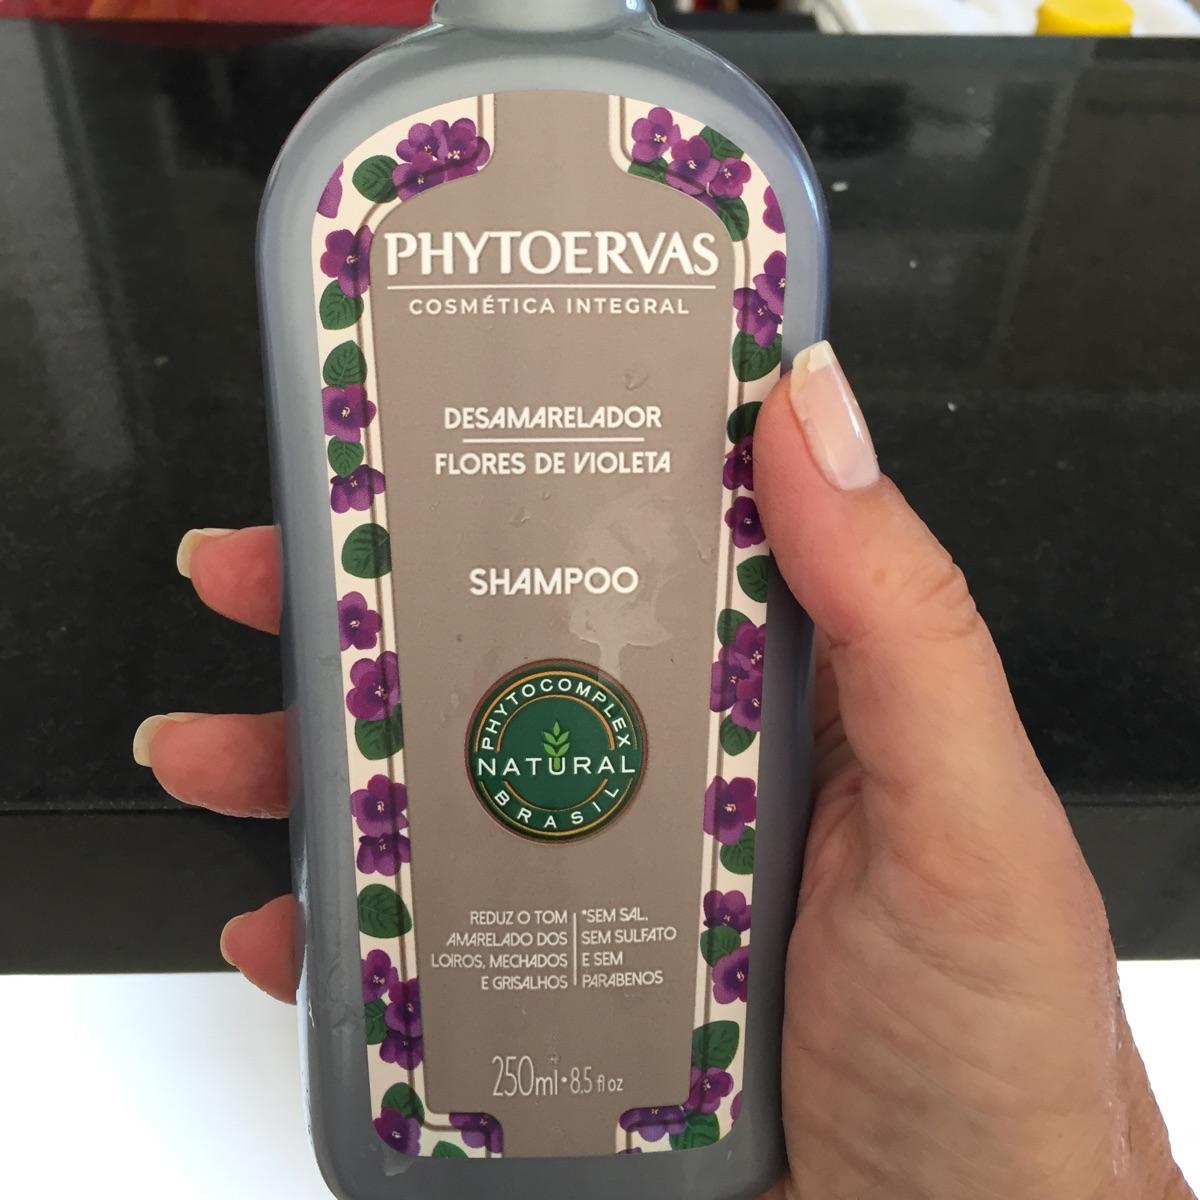 PHYTOERVAS
COSMÉTICA INTEGRAL
DESAMARELADOR
FLORES DE VIOLETA
SHAMPOO
PHYTOCOMPLEX
NATURAL
BRASIL
REDUZ O TOM
AMARELADO DOS
LOIROS, MECHADOS
E GRISALHOS
*SEM SAL,
SEM SULFATO
E SEM
PARABENOS
250ml • 8.5 fl oz